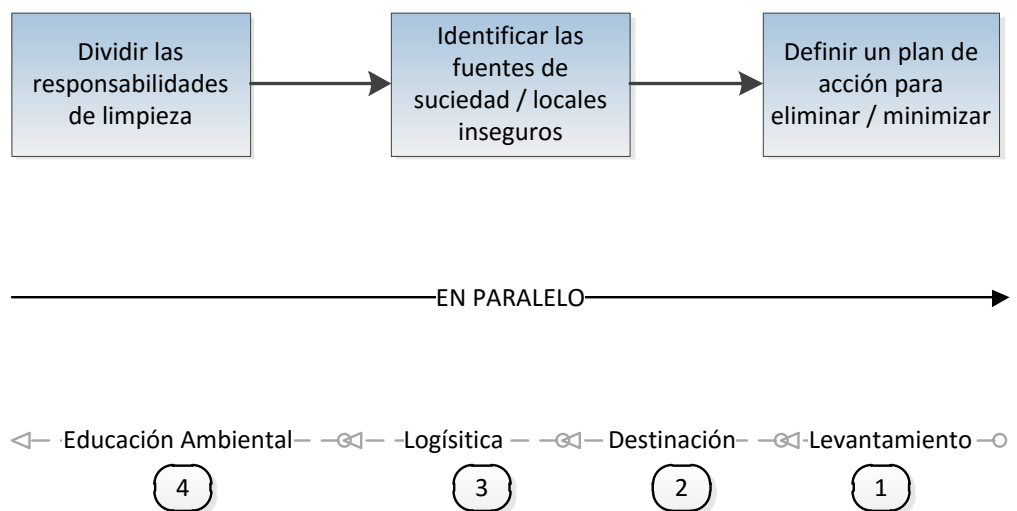 Dividir las
responsabilidades
de limpieza
Identificar las
fuentes de
suciedad / locales
inseguros
Definir un plan de
acción para
eliminar / minimizar
EN PARALELO
Educación Ambiental
Logísitica
Destinación
Levantamiento
4
3
2
1